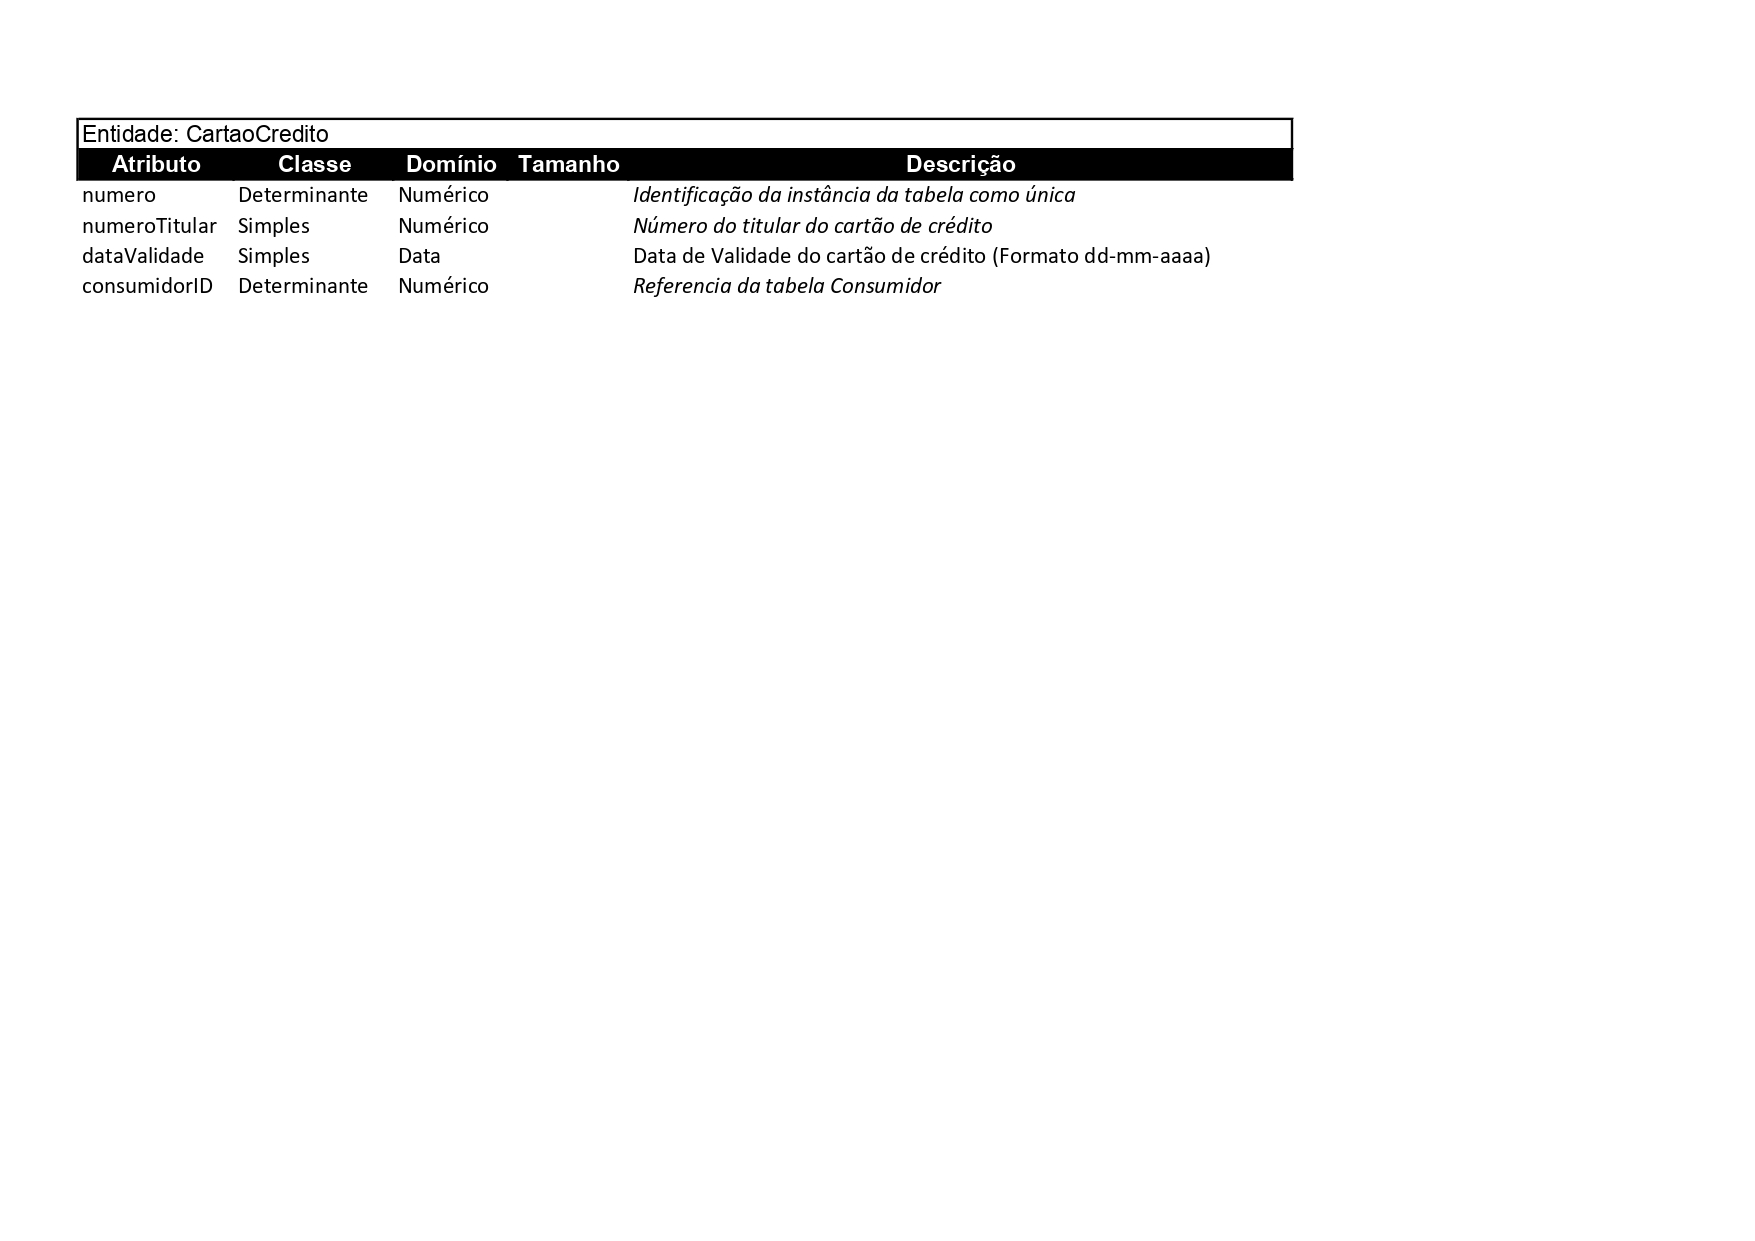 Entidade: CartaoCredito
Atributo Classe Domínio Tamanho Descrição
numero Determinante Numérico Identificação da instância da tabela como única
numeroTitular Simples Numérico Número do titular do cartão de crédito
dataValidade Simples Data Data de Validade do cartão de crédito (Formato dd-mm-aaaa)
consumidorID Determinante Numérico Referencia da tabela Consumidor